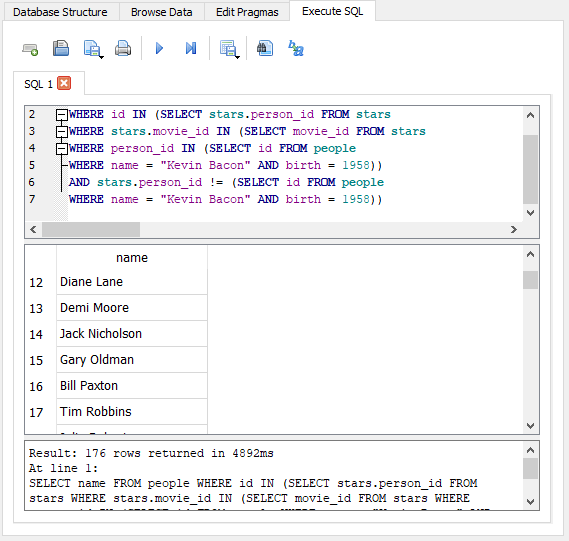 Database Structure Browse Data Edit Pragmas Execute SQL
SQL 1
2 WHERE id IN (SELECT stars.person_id FROM stars
3 WHERE stars.movie_id IN (SELECT movie_id FROM stars
4 WHERE person_id IN (SELECT id FROM people
5 WHERE name = "Kevin Bacon" AND birth = 1958))
6 AND stars.person_id != (SELECT id FROM people
7 WHERE name = "Kevin Bacon" AND birth = 1958))
name
12 Diane Lane
13 Demi Moore
14 Jack Nicholson
15 Gary Oldman
16 Bill Paxton
17 Tim Robbins
Result: 176 rows returned in 4892ms
At line 1:
SELECT name FROM people WHERE id IN (SELECT stars.person_id FROM
stars WHERE stars.movie_id IN (SELECT movie_id FROM stars WHERE